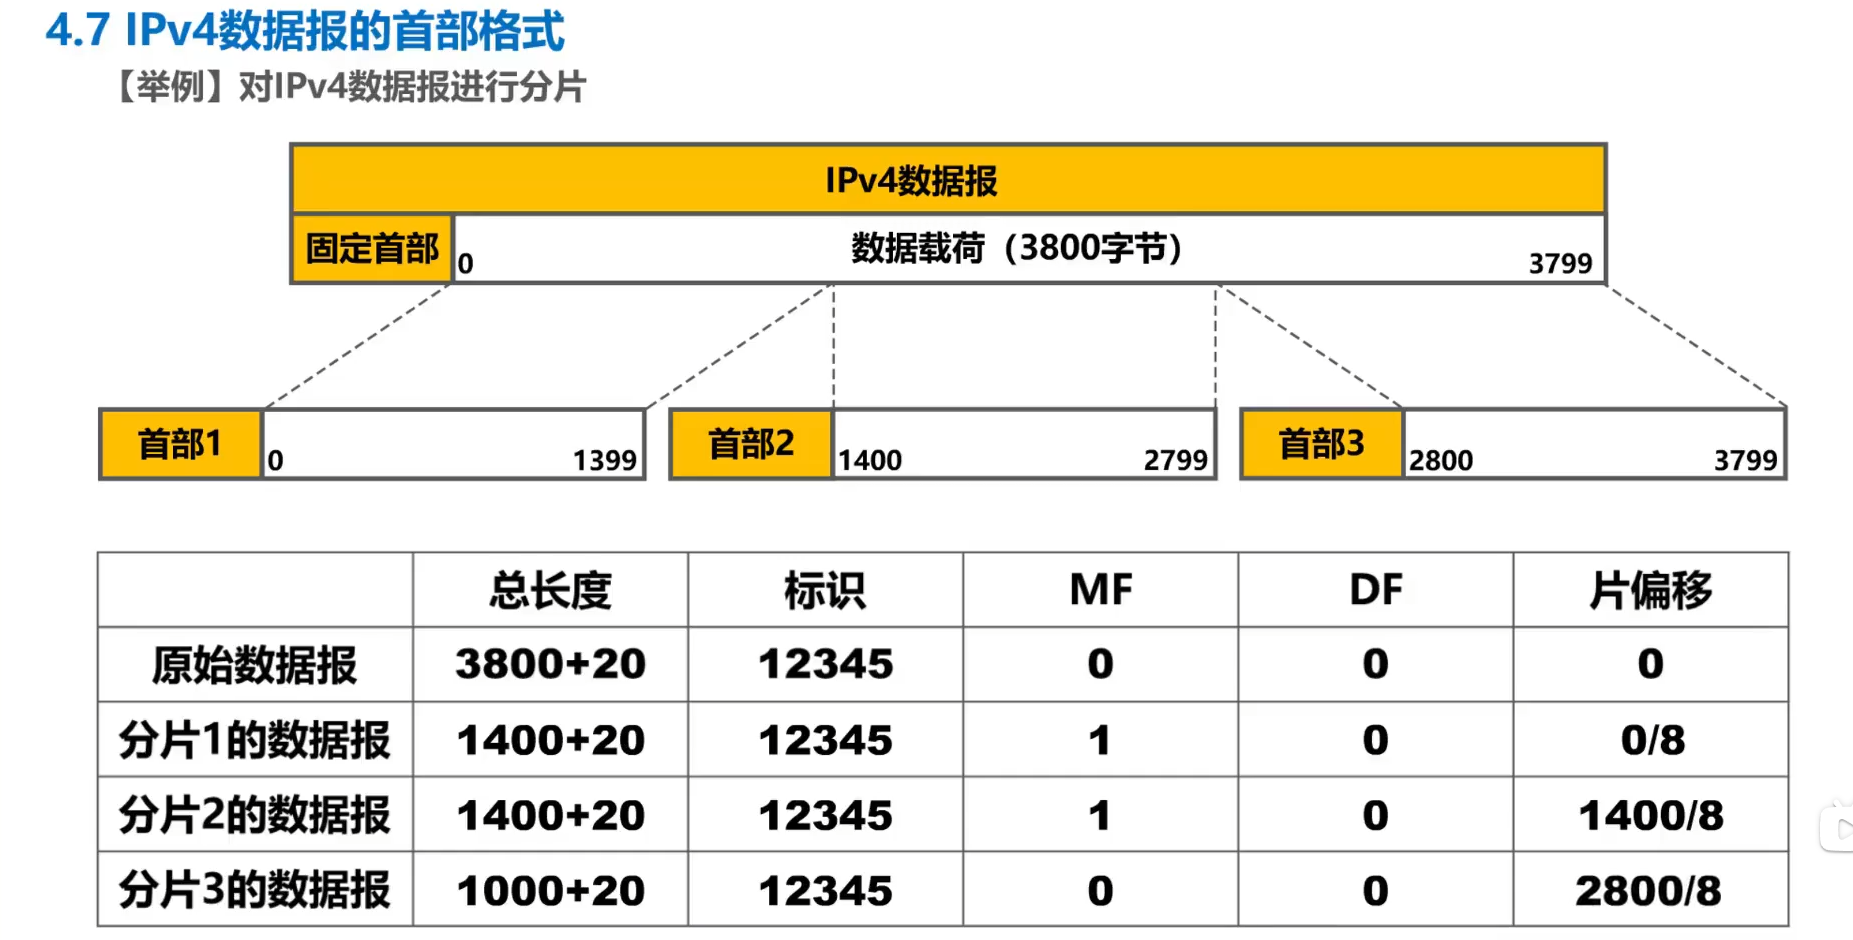 4.7 IPv4数据报的首部格式
【举例】对IPv4数据报进行分片
IPv4数据报
固定首部 0 数据载荷（3800字节） 3799
首部1 0 1399 首部2 1400 2799 首部3 2800 3799
总长度 标识 MF DF 片偏移
原始数据报 3800+20 12345 0 0 0
分片1的数据报 1400+20 12345 1 0 0/8
分片2的数据报 1400+20 12345 1 0 1400/8
分片3的数据报 1000+20 12345 0 0 2800/8